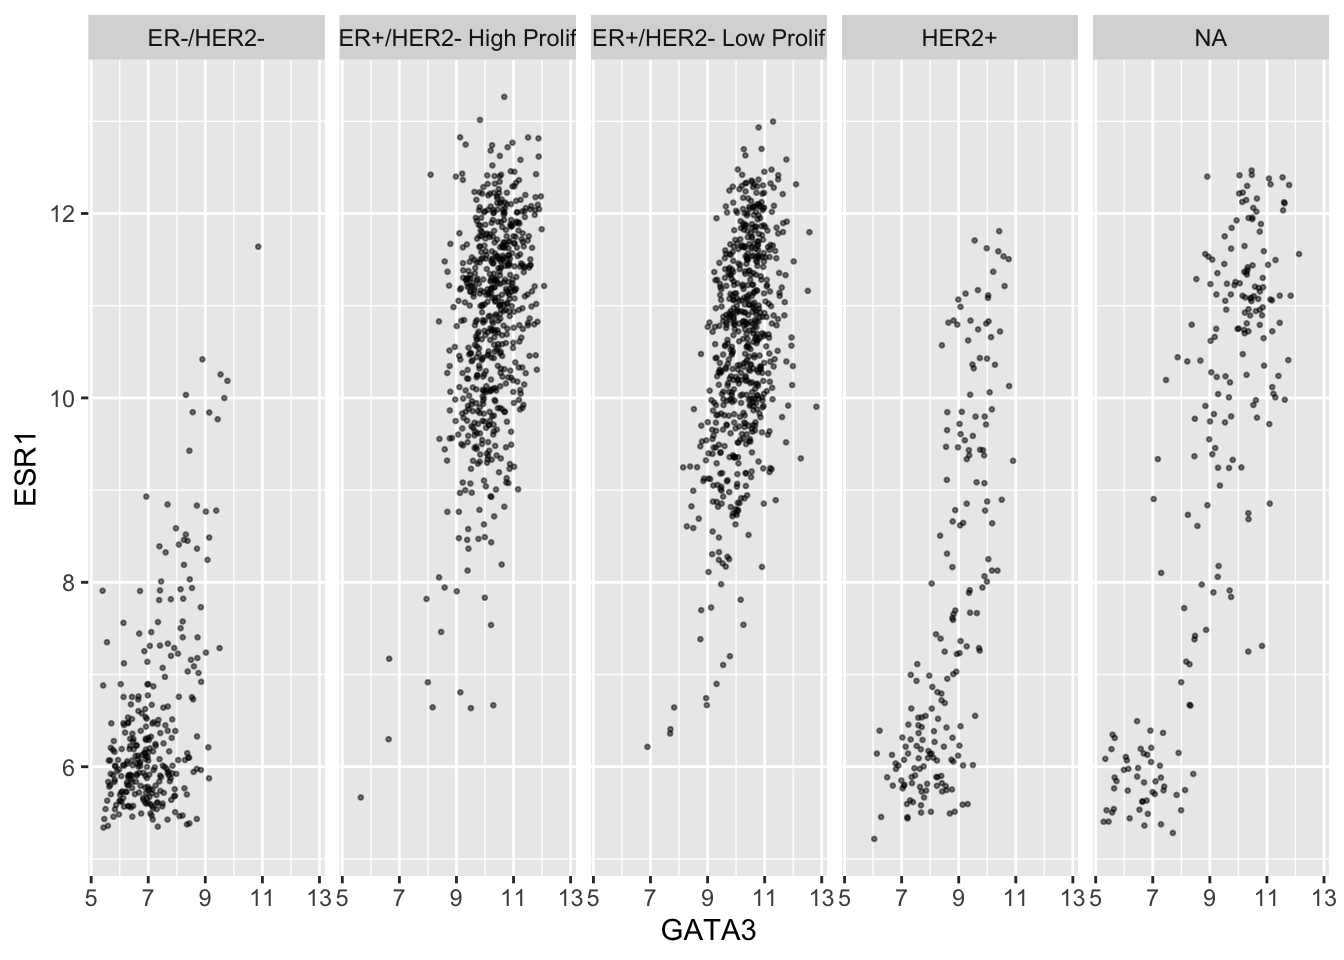 ER-/HER2- ER+/HER2- High Prolif ER+/HER2- Low Prolif HER2+ NA
12
10
8
6
ESR1
5 7 9 11 13 5 7 9 11 13 5 7 9 11 13 5 7 9 11 13 5 7 9 11 13
GATA3